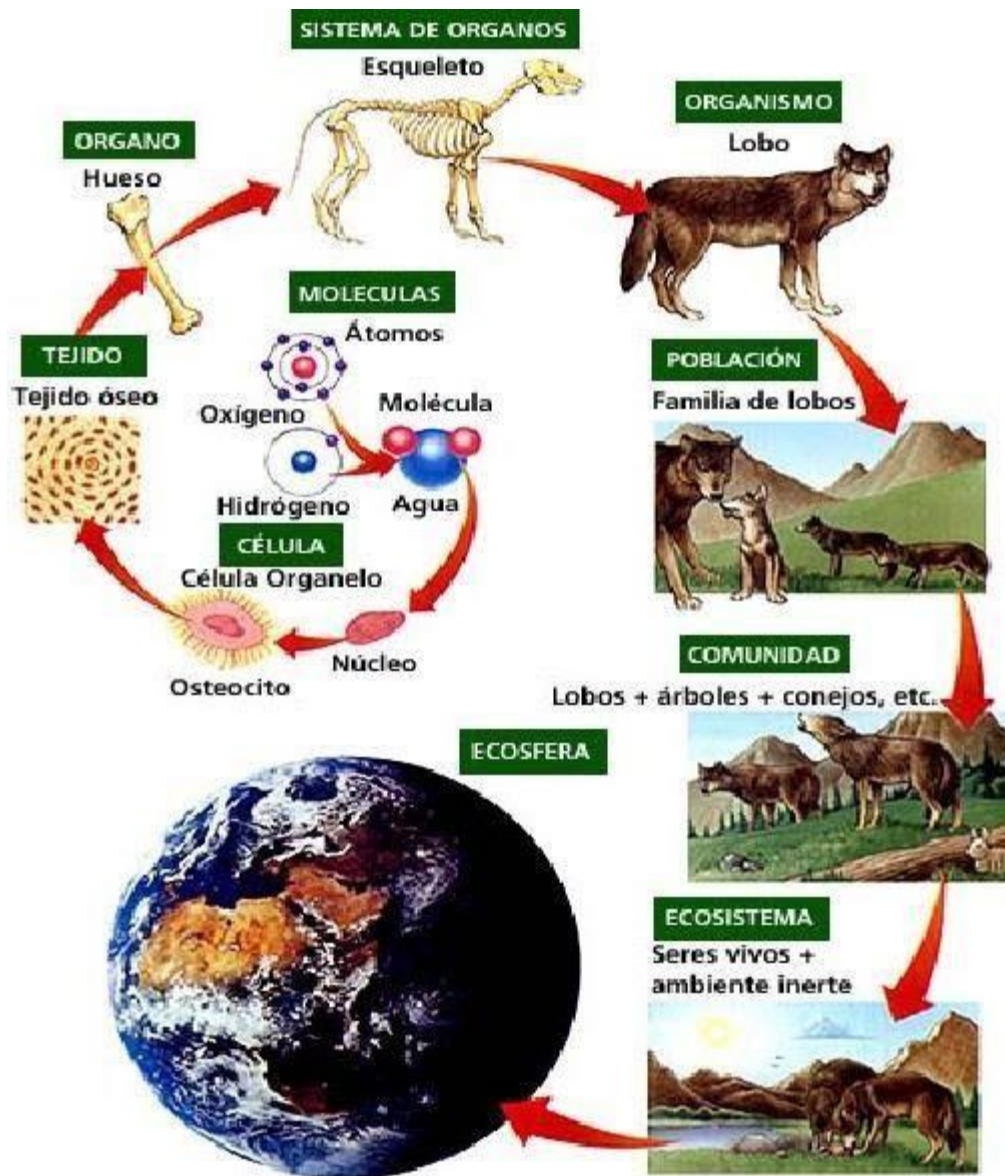 SISTEMA DE ORGANOS
Esqueleto
ORGANISMO
Lobo
ORGANO
Hueso
MOLECULAS
Átomos
Oxígeno
Molécula
Hidrógeno
Agua
TEJIDO
Tejido óseo
POBLACIÓN
Familia de lobos
CÉLULA
Célula Organelo
Núcleo
Osteocito
COMUNIDAD
Lobos + árboles + conejos, etc.
ECOSFERA
ECOSISTEMA
Seres vivos +
ambiente inerte